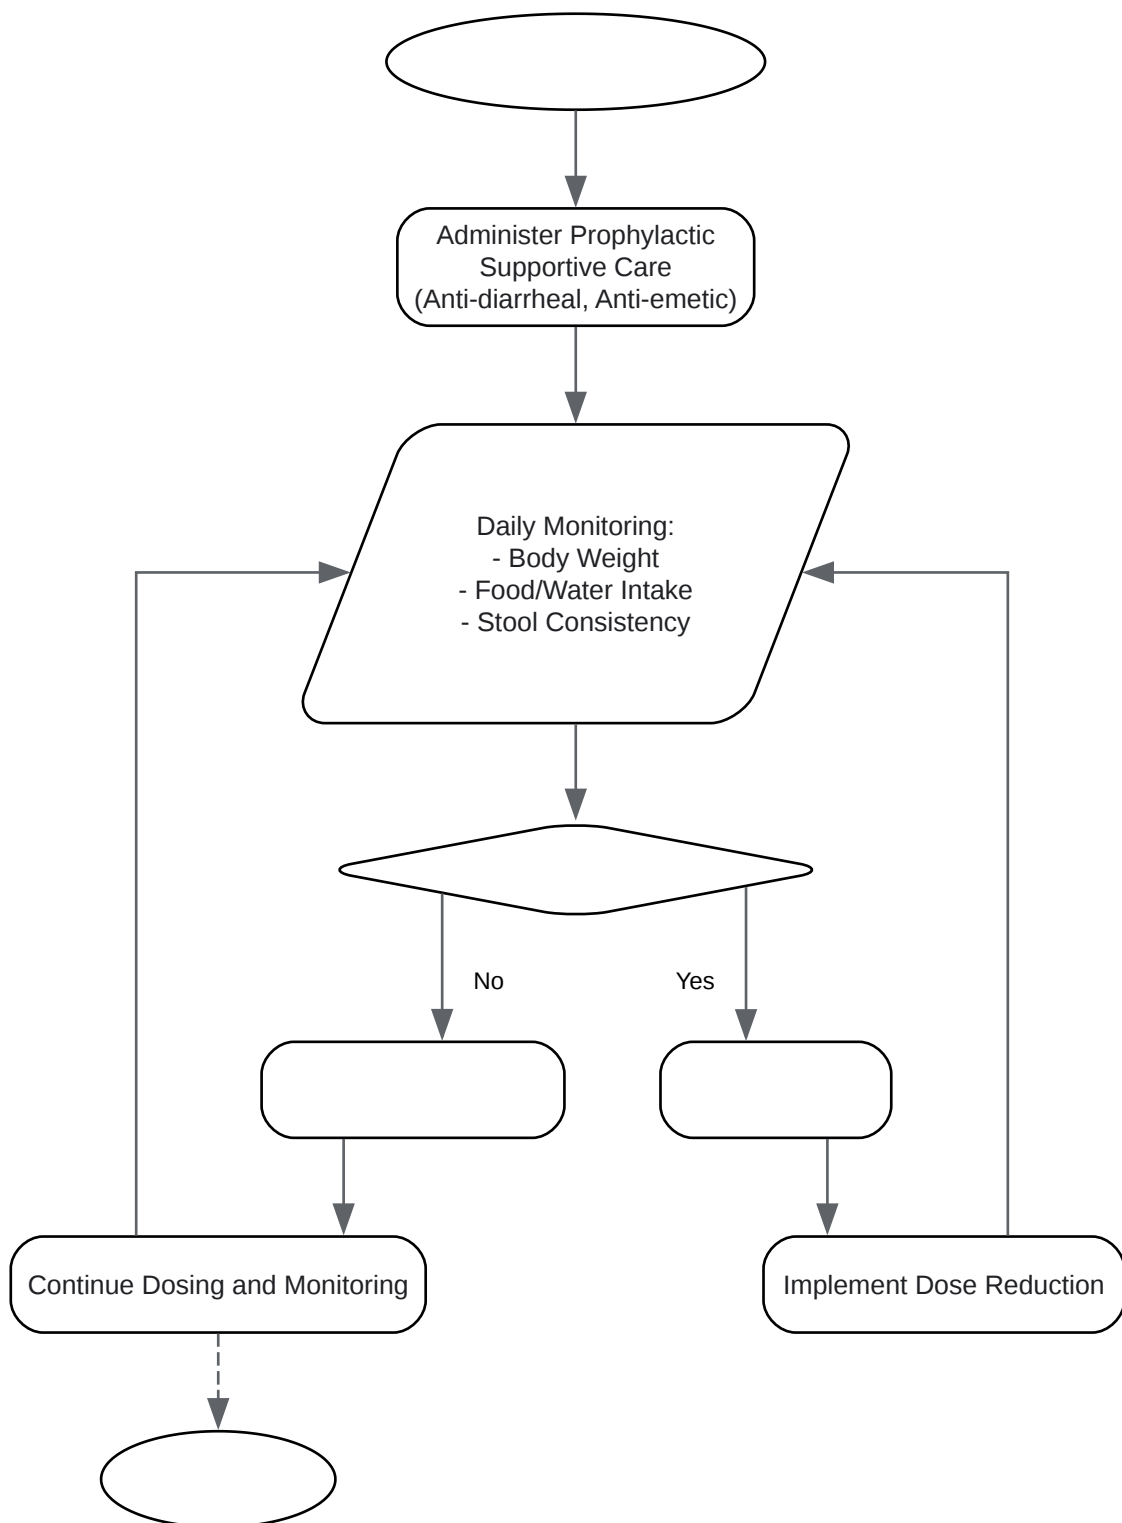 Administer Prophylactic
Supportive Care
(Anti-diarrheal, Anti-emetic)
Daily Monitoring:
- Body Weight
- Food/Water Intake
- Stool Consistency
No
Yes
Continue Dosing and Monitoring
Implement Dose Reduction